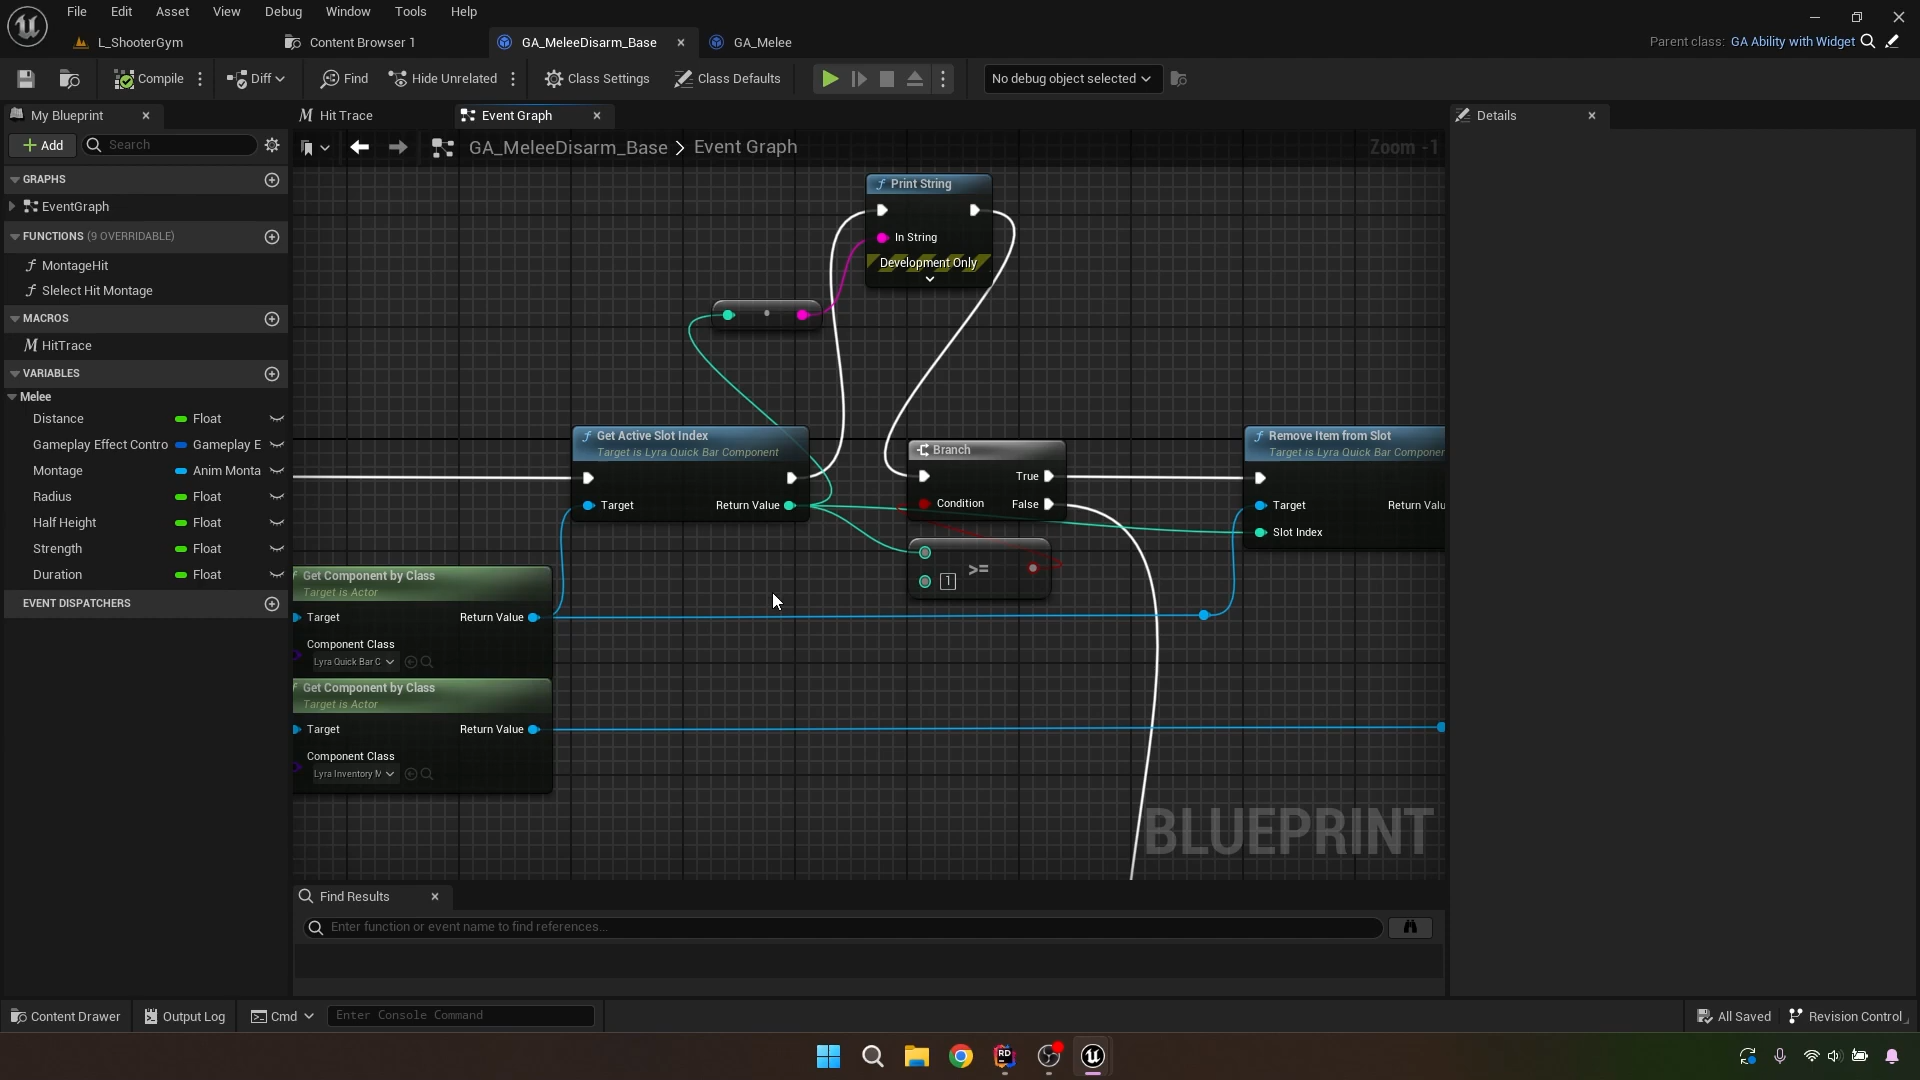 File Edit Asset View Debug Window Tools Help
L_ShooterGym
Content Browser 1
GA_MeleeDisarm_Base
GA_Melee
Parent class: GA Ability with Widget
Compile
Diff
Find
Hide Unrelated
Class Settings
Class Defaults
No debug object selected
My Blueprint
Hit Trace
Event Graph
Details
Add
Search
GA_MeleeDisarm_Base > Event Graph
Zoom -1
GRAPHS
EventGraph
FUNCTIONS (9 OVERRIDABLE)
MontageHit
Slelect Hit Montage
MACROS
HitTrace
VARIABLES
Melee
Distance Float
Gameplay Effect Contro Gameplay E
Montage Anim Monta
Radius Float
Half Height Float
Strength Float
Duration Float
EVENT DISPATCHERS
Print String
In String
Development Only
Get Active Slot Index
Target is Lyra Quick Bar Component
Target
Return Value
Branch
True
Condition
False
>=
1
Remove Item from Slot
Target is Lyra Quick Bar Componer
Target
Return Valu
Slot Index
Get Component by Class
Target is Actor
Target
Return Value
Component Class
Lyra Quick Bar C
Get Component by Class
Target is Actor
Target
Return Value
Component Class
Lyra Inventory M
BLUEPRINT
Find Results
Enter function or event name to find references...
Content Drawer
Output Log
Cmd
Enter Console Command
All Saved
Revision Control
RD